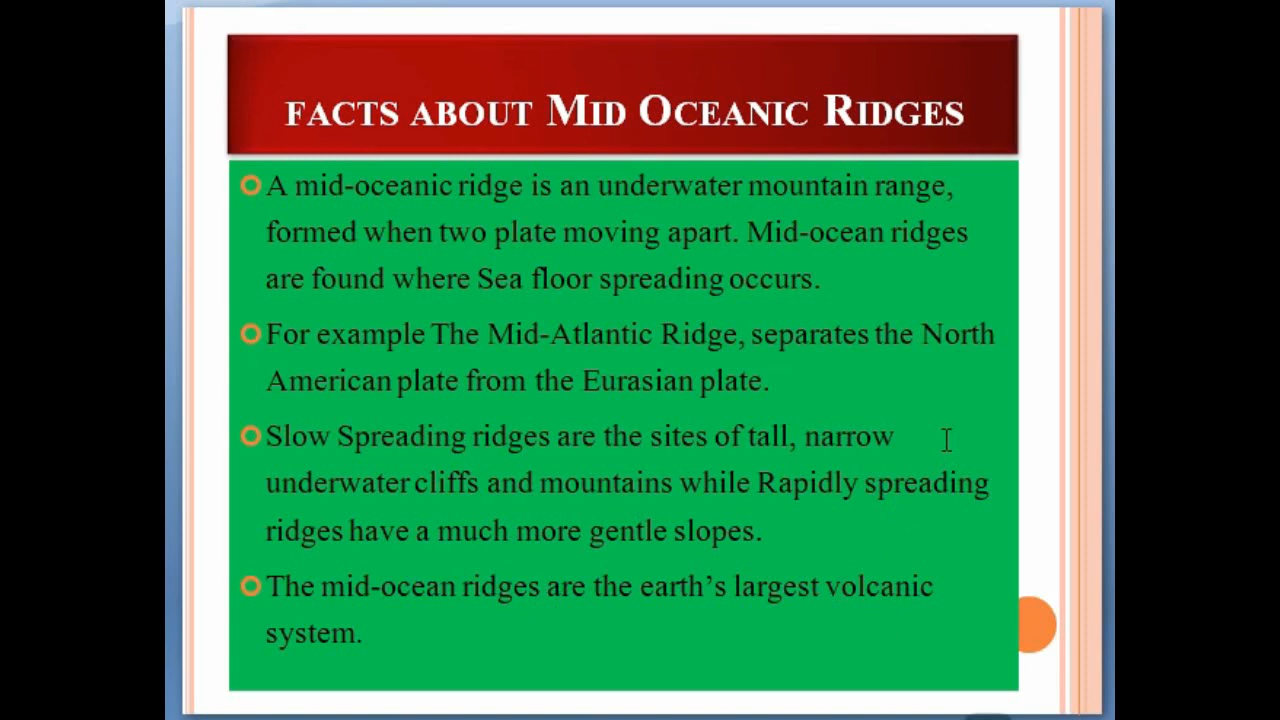 FACTS ABOUT MID OCEANIC RIDGES
A mid-oceanic ridge is an underwater mountain range,
formed when two plate moving apart. Mid-ocean ridges
are found where Sea floor spreading occurs.
For example The Mid-Atlantic Ridge, separates the North
American plate from the Eurasian plate.
Slow Spreading ridges are the sites of tall, narrow
underwater cliffs and mountains while Rapidly spreading
ridges have a much more gentle slopes.
The mid-ocean ridges are the earth’s largest volcanic
system.